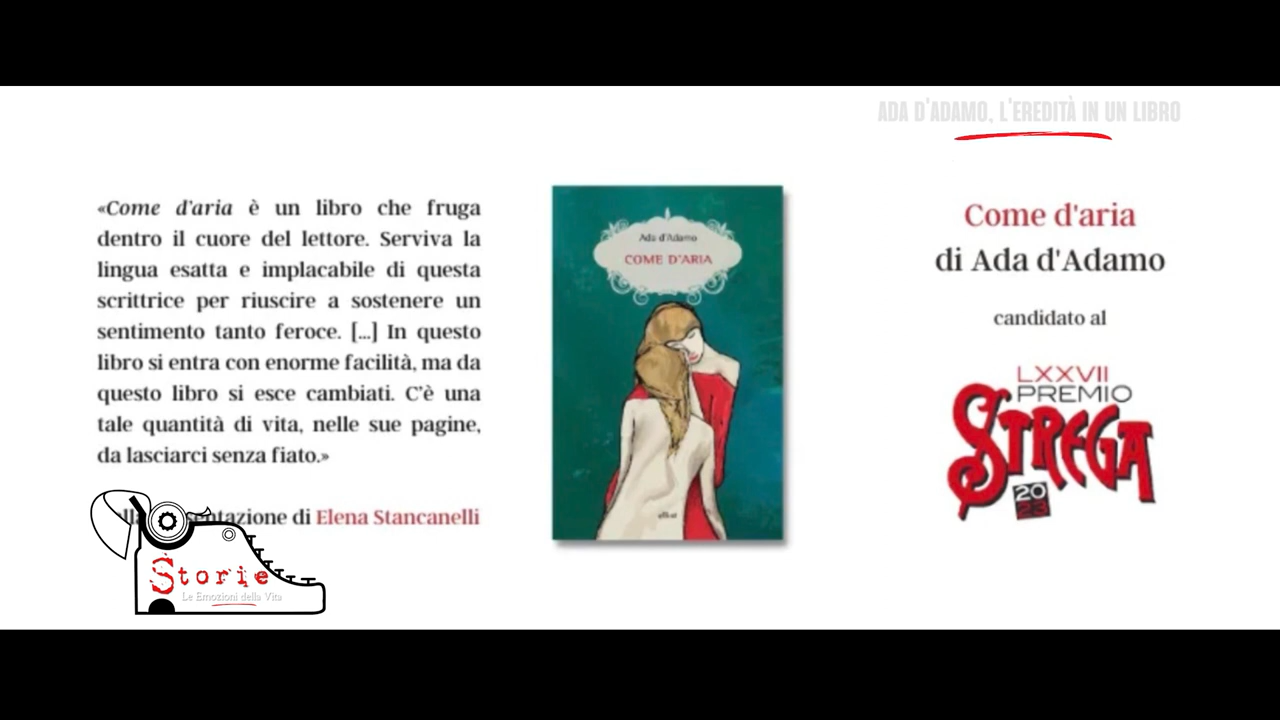 ADA D'ADAMO, L'EREDITÀ IN UN LIBRO
«Come d'aria è un libro che fruga
dentro il cuore del lettore. Serviva la
lingua esatta e implacabile di questa
scrittrice per riuscire a sostenere un
sentimento tanto feroce. [...] In questo
libro si entra con enorme facilità, ma da
questo libro si esce cambiati. C'è una
tale quantità di vita, nelle sue pagine,
da lasciarci senza fiato.»
di Elena Stancanelli
Storie
Le Emozioni della Vita
Ada d'Adamo
COME D'ARIA
elliot
Come d'aria
di Ada d'Adamo
candidato al
LXXVII
PREMIO
STREGA
20
23